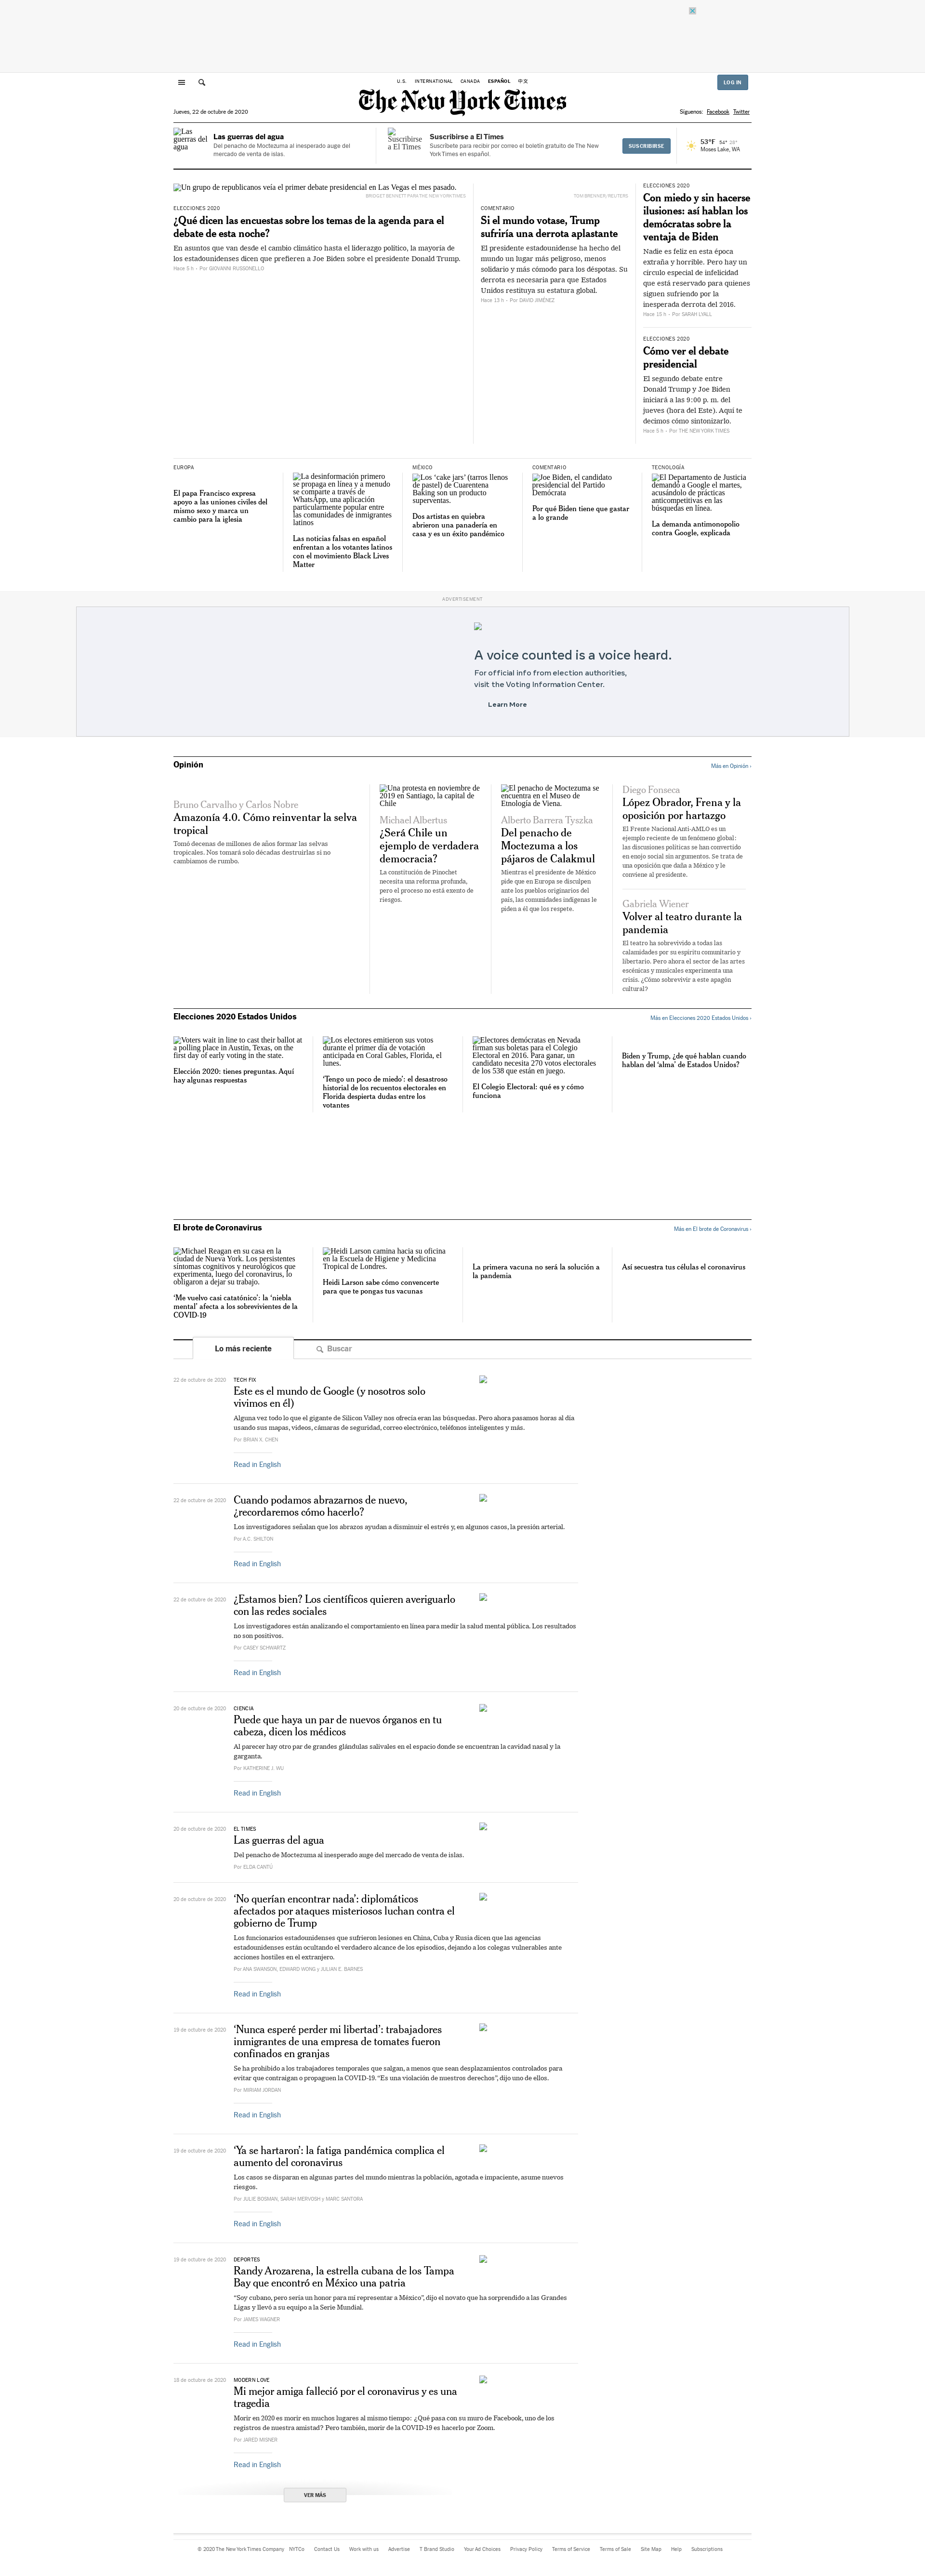 U.S. INTERNATIONAL CANADA ESPAÑOL 中文
LOG IN
The New York Times
Jueves, 22 de octubre de 2020
Síguenos: Facebook Twitter
Las guerras del agua
Las guerras del agua
Del penacho de Moctezuma al inesperado auge del
mercado de venta de islas.
Suscribirse a El Times
Suscribirse a El Times
Suscríbete para recibir por correo el boletín gratuito de The New
York Times en español.
SUSCRIBIRSE
53°F
Moses Lake, WA
Un grupo de republicanos veía el primer debate presidencial en Las Vegas el mes pasado.
BRIDGET BENNETT PARA THE NEW YORK TIMES
ELECCIONES 2020
¿Qué dicen las encuestas sobre los temas de la agenda para el
debate de esta noche?
En asuntos que van desde el cambio climático hasta el liderazgo político, la mayoría de
los estadounidenses dicen que prefieren a Joe Biden sobre el presidente Donald Trump.
Hace 5 h – Por GIOVANNI RUSSONELLO
TOM BRENNER/REUTERS
COMENTARIO
Si el mundo votase, Trump
sufriría una derrota aplastante
El presidente estadounidense ha hecho del
mundo un lugar más peligroso, menos
solidario y más cómodo para los déspotas. Su
derrota es necesaria para que Estados
Unidos restituya su estatura global.
Hace 13 h – Por DAVID JIMÉNEZ
ELECCIONES 2020
Con miedo y sin hacerse
ilusiones: así hablan los
demócratas sobre la
ventaja de Biden
Nadie es feliz en esta época
extraña y horrible. Pero hay un
círculo especial de infelicidad
que está reservado para quienes
siguen sufriendo por la
inesperada derrota del 2016.
Hace 15 h – Por SARAH LYALL
ELECCIONES 2020
Cómo ver el debate
presidencial
El segundo debate entre
Donald Trump y Joe Biden
iniciará a las 9:00 p. m. del
jueves (hora del Este). Aquí te
decimos cómo sintonizarlo.
Hace 5 h – Por THE NEW YORK TIMES
EUROPA
El papa Francisco expresa
apoyo a las uniones civiles del
mismo sexo y marca un
cambio para la iglesia
La desinformación primero
se propaga en línea y a menudo
se comparte a través de
WhatsApp, una aplicación
particularmente popular entre
las comunidades de inmigrantes
latinos
Las noticias falsas en español
enfrentan a los votantes latinos
con el movimiento Black Lives
Matter
MÉXICO
Los ‘cake jars’ (tarros llenos
de pastel) de Cuarentena
Baking son un producto
superventas.
Dos artistas en quiebra
abrieron una panadería en
casa y es un éxito pandémico
COMENTARIO
Joe Biden, el candidato
presidencial del Partido
Demócrata
Por qué Biden tiene que gastar
a lo grande
TECNOLOGÍA
El Departamento de Justicia
demandó a Google el martes,
acusándolo de prácticas
anticompetitivas en las
búsquedas en línea.
La demanda antimonopolio
contra Google, explicada
ADVERTISEMENT
A voice counted is a voice heard.
For official info from election authorities,
visit the Voting Information Center.
Learn More
Opinión
Más en Opinión ›
Bruno Carvalho y Carlos Nobre
Amazonía 4.0. Cómo reinventar la selva
tropical
Tomó decenas de millones de años formar las selvas
tropicales. Nos tomará solo décadas destruirlas si no
cambiamos de rumbo.
Una protesta en noviembre de
2019 en Santiago, la capital de
Chile
Michael Albertus
¿Será Chile un
ejemplo de verdadera
democracia?
La constitución de Pinochet
necesita una reforma profunda,
pero el proceso no está exento de
riesgos.
El penacho de Moctezuma se
encuentra en el Museo de
Etnología de Viena.
Alberto Barrera Tyszka
Del penacho de
Moctezuma a los
pájaros de Calakmul
Mientras el presidente de México
pide que en Europa se disculpen
ante los pueblos originarios del
país, las comunidades indígenas le
piden a él que los respete.
Diego Fonseca
López Obrador, Frena y la
oposición por hartazgo
El Frente Nacional Anti-AMLO es un
ejemplo reciente de un fenómeno global:
las discusiones políticas se han convertido
en enojo social sin argumentos. Se trata de
una oposición que daña a México y le
conviene al presidente.
Gabriela Wiener
Volver al teatro durante la
pandemia
El teatro ha sobrevivido a todas las
calamidades por su espíritu comunitario y
libertario. Pero ahora el sector de las artes
escénicas y musicales experimenta una
crisis. ¿Cómo sobrevivir a este apagón
cultural?
Elecciones 2020 Estados Unidos
Más en Elecciones 2020 Estados Unidos ›
Voters wait in line to cast their ballot at
a polling place in Austin, Texas, on the
first day of early voting in the state.
Elección 2020: tienes preguntas. Aquí
hay algunas respuestas
Los electores emitieron sus votos
durante el primer día de votación
anticipada en Coral Gables, Florida, el
lunes.
‘Tengo un poco de miedo’: el desastroso
historial de los recuentos electorales en
Florida despierta dudas entre los
votantes
Electores demócratas en Nevada
firman sus boletas para el Colegio
Electoral en 2016. Para ganar, un
candidato necesita 270 votos electorales
de los 538 que están en juego.
El Colegio Electoral: qué es y cómo
funciona
Biden y Trump, ¿de qué hablan cuando
hablan del ‘alma’ de Estados Unidos?
El brote de Coronavirus
Más en El brote de Coronavirus ›
Michael Reagan en su casa en la
ciudad de Nueva York. Los persistentes
síntomas cognitivos y neurológicos que
experimenta, luego del coronavirus, lo
obligaron a dejar su trabajo.
‘Me vuelvo casi catatónico’: la ‘niebla
mental’ afecta a los sobrevivientes de la
COVID-19
Heidi Larson camina hacia su oficina
en la Escuela de Higiene y Medicina
Tropical de Londres.
Heidi Larson sabe cómo convencerte
para que te pongas tus vacunas
La primera vacuna no será la solución a
la pandemia
Así secuestra tus células el coronavirus
Lo más reciente
Buscar
22 de octubre de 2020
TECH FIX
Este es el mundo de Google (y nosotros solo
vivimos en él)
Alguna vez todo lo que el gigante de Silicon Valley nos ofrecía eran las búsquedas. Pero ahora pasamos horas al día
usando sus mapas, videos, cámaras de seguridad, correo electrónico, teléfonos inteligentes y más.
Por BRIAN X. CHEN
Read in English
22 de octubre de 2020
Cuando podamos abrazarnos de nuevo,
¿recordaremos cómo hacerlo?
Los investigadores señalan que los abrazos ayudan a disminuir el estrés y, en algunos casos, la presión arterial.
Por A.C. SHILTON
Read in English
22 de octubre de 2020
¿Estamos bien? Los científicos quieren averiguarlo
con las redes sociales
Los investigadores están analizando el comportamiento en línea para medir la salud mental pública. Los resultados
no son positivos.
Por CASEY SCHWARTZ
Read in English
20 de octubre de 2020
CIENCIA
Puede que haya un par de nuevos órganos en tu
cabeza, dicen los médicos
Al parecer hay otro par de grandes glándulas salivales en el espacio donde se encuentran la cavidad nasal y la
garganta.
Por KATHERINE J. WU
Read in English
20 de octubre de 2020
EL TIMES
Las guerras del agua
Del penacho de Moctezuma al inesperado auge del mercado de venta de islas.
Por ELDA CANTÚ
20 de octubre de 2020
‘No querían encontrar nada’: diplomáticos
afectados por ataques misteriosos luchan contra el
gobierno de Trump
Los funcionarios estadounidenses que sufrieron lesiones en China, Cuba y Rusia dicen que las agencias
estadounidenses están ocultando el verdadero alcance de los episodios, dejando a los colegas vulnerables ante
acciones hostiles en el extranjero.
Por ANA SWANSON, EDWARD WONG y JULIAN E. BARNES
Read in English
19 de octubre de 2020
‘Nunca esperé perder mi libertad’: trabajadores
inmigrantes de una empresa de tomates fueron
confinados en granjas
Se ha prohibido a los trabajadores temporales que salgan, a menos que sean desplazamientos controlados para
evitar que contraigan o propaguen la COVID-19. “Es una violación de nuestros derechos”, dijo uno de ellos.
Por MIRIAM JORDAN
Read in English
19 de octubre de 2020
‘Ya se hartaron’: la fatiga pandémica complica el
aumento del coronavirus
Los casos se disparan en algunas partes del mundo mientras la población, agotada e impaciente, asume nuevos
riesgos.
Por JULIE BOSMAN, SARAH MERVOSH y MARC SANTORA
Read in English
19 de octubre de 2020
DEPORTES
Randy Arozarena, la estrella cubana de los Tampa
Bay que encontró en México una patria
“Soy cubano, pero sería un honor para mí representar a México”, dijo el novato que ha sorprendido a las Grandes
Ligas y llevó a su equipo a la Serie Mundial.
Por JAMES WAGNER
Read in English
18 de octubre de 2020
MODERN LOVE
Mi mejor amiga falleció por el coronavirus y es una
tragedia
Morir en 2020 es morir en muchos lugares al mismo tiempo: ¿Qué pasa con su muro de Facebook, uno de los
registros de nuestra amistad? Pero también, morir de la COVID-19 es hacerlo por Zoom.
Por JARED MISNER
Read in English
VER MÁS
© 2020 The New York Times Company NYTCo Contact Us Work with us Advertise T Brand Studio Your Ad Choices Privacy Policy Terms of Service Terms of Sale Site Map Help Subscriptions